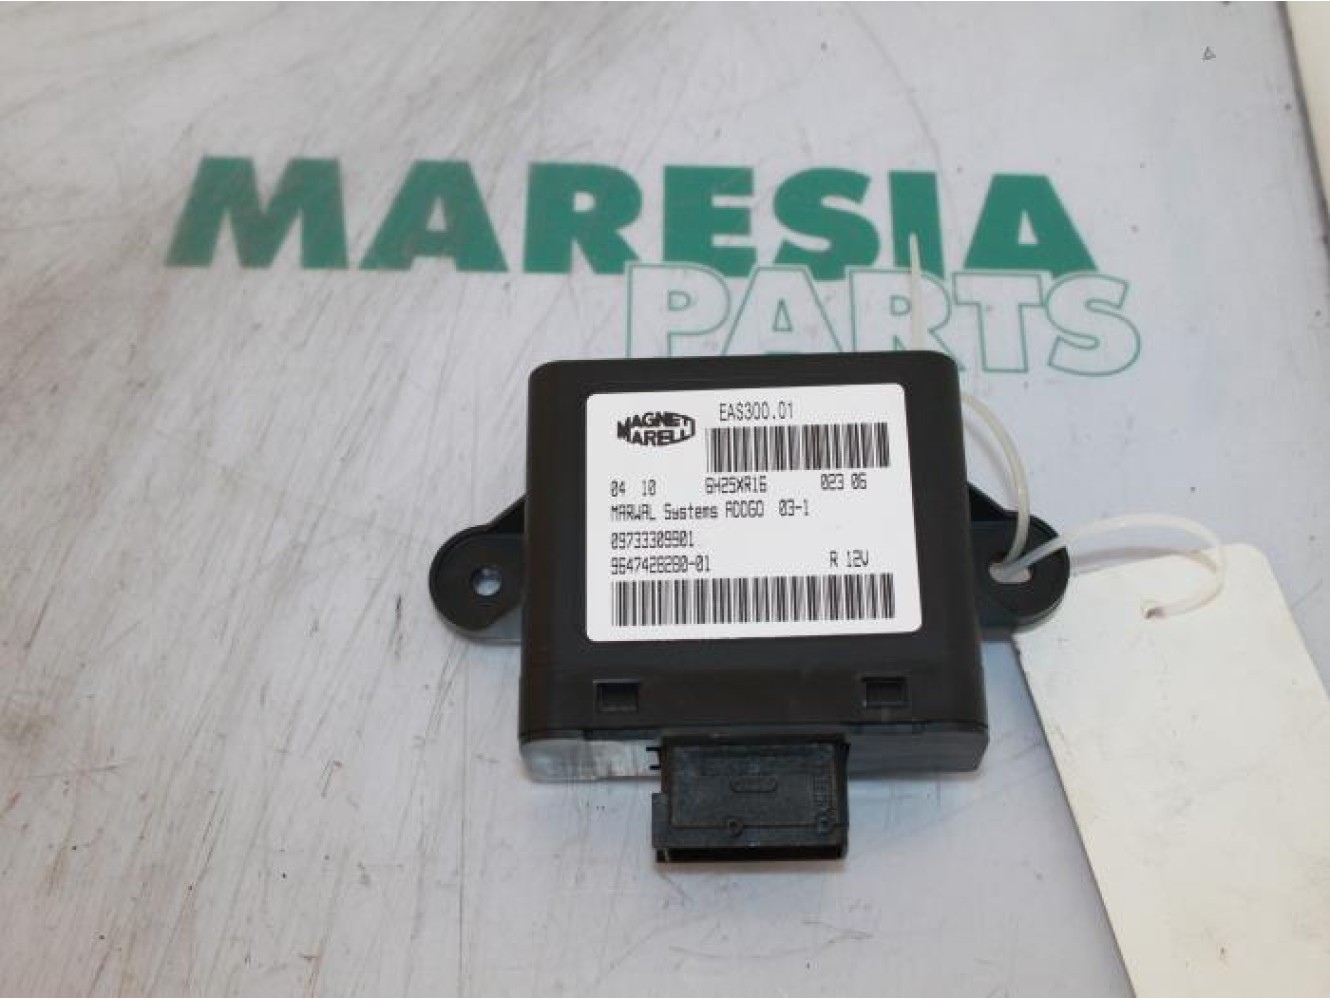 MARESIA
PARTS
MAGNETI
MARELLI
EAS300.01
04 10 6H25XR16 023 06
MARWAL Systems ADDGO 03-1
09733309901
9647428280-01 R 12V